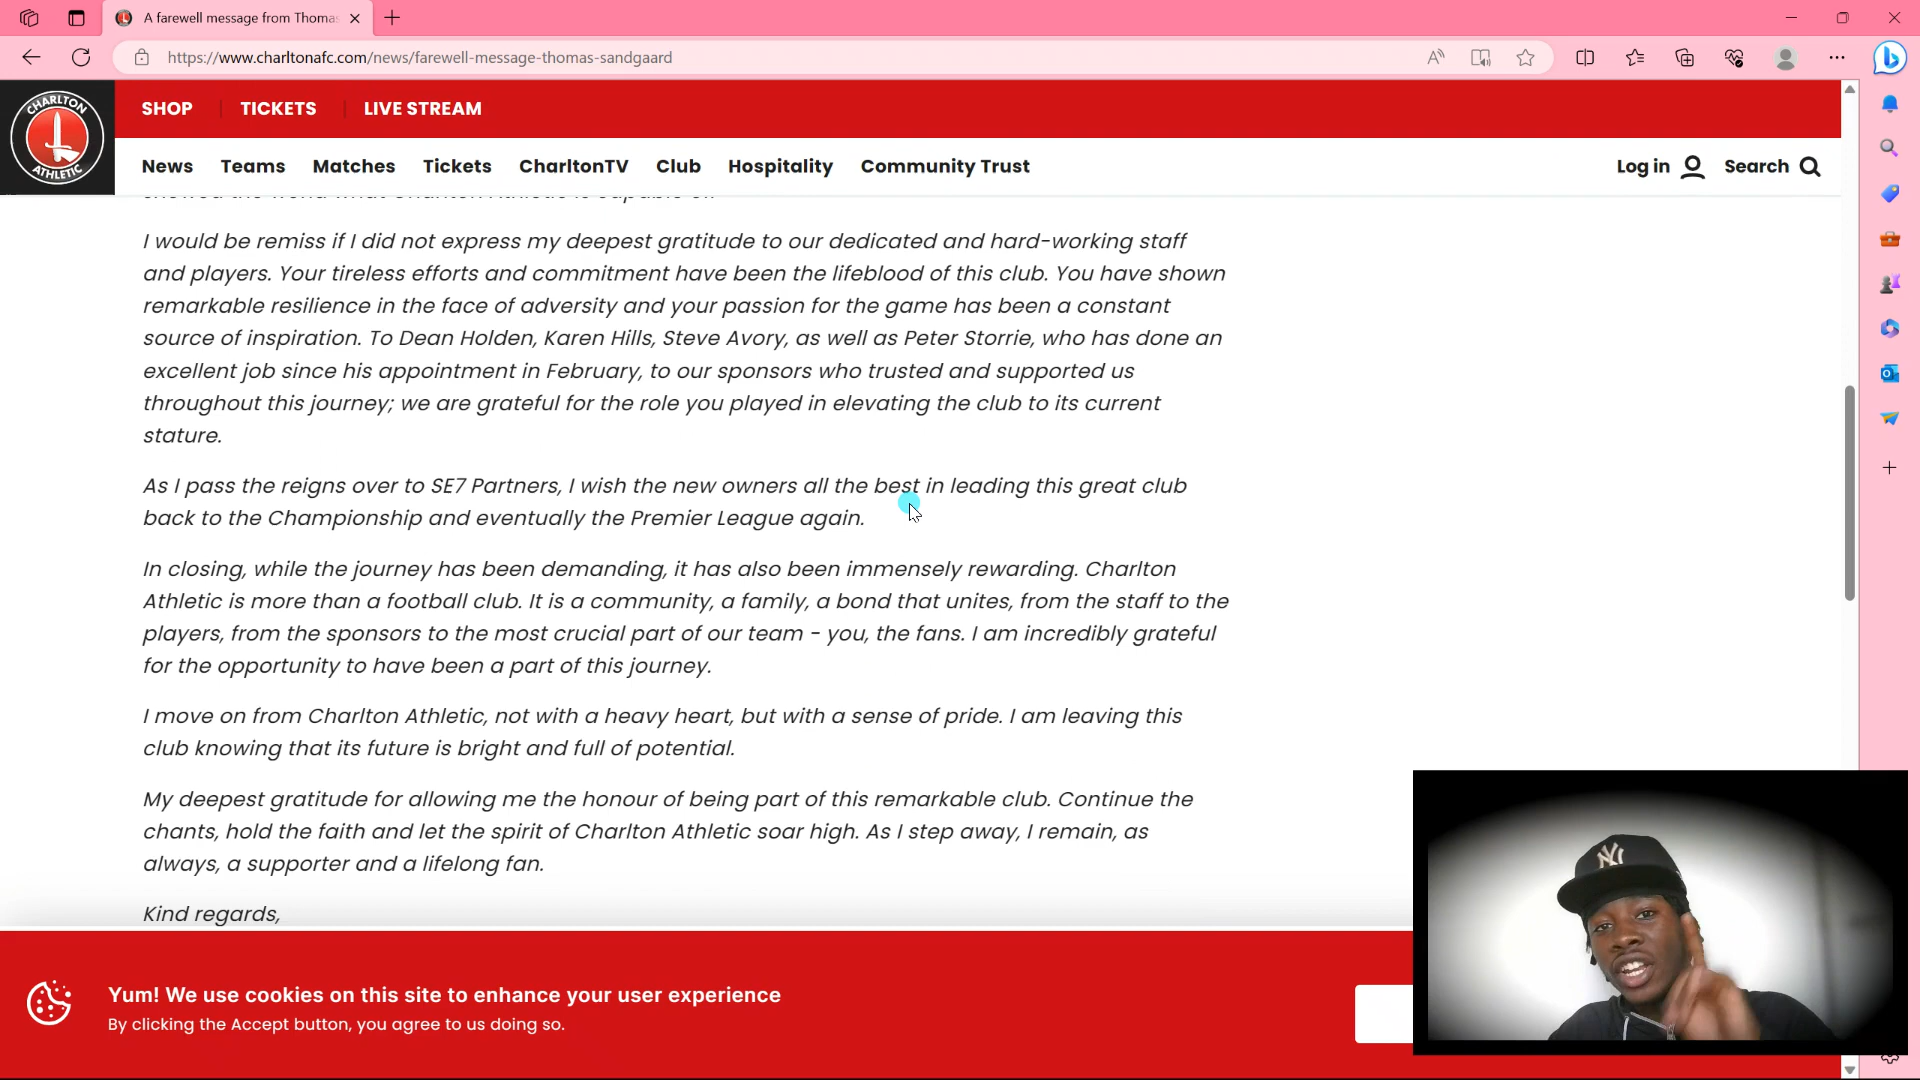 A farewell message from Thomas
https://www.charltonafc.com/news/farewell-message-thomas-sandgaard
CHARLTON
ATHLETIC
SHOP
TICKETS
LIVE STREAM
News
Teams
Matches
Tickets
CharltonTV
Club
Hospitality
Community Trust
Log in
Search
I would be remiss if I did not express my deepest gratitude to our dedicated and hard-working staff
and players. Your tireless efforts and commitment have been the lifeblood of this club. You have shown
remarkable resilience in the face of adversity and your passion for the game has been a constant
source of inspiration. To Dean Holden, Karen Hills, Steve Avory, as well as Peter Storrie, who has done an
excellent job since his appointment in February, to our sponsors who trusted and supported us
throughout this journey; we are grateful for the role you played in elevating the club to its current
stature.
As I pass the reigns over to SE7 Partners, I wish the new owners all the best in leading this great club
back to the Championship and eventually the Premier League again.
In closing, while the journey has been demanding, it has also been immensely rewarding. Charlton
Athletic is more than a football club. It is a community, a family, a bond that unites, from the staff to the
players, from the sponsors to the most crucial part of our team - you, the fans. I am incredibly grateful
for the opportunity to have been a part of this journey.
I move on from Charlton Athletic, not with a heavy heart, but with a sense of pride. I am leaving this
club knowing that its future is bright and full of potential.
My deepest gratitude for allowing me the honour of being part of this remarkable club. Continue the
chants, hold the faith and let the spirit of Charlton Athletic soar high. As I step away, I remain, as
always, a supporter and a lifelong fan.
Kind regards,
Yum! We use cookies on this site to enhance your user experience
By clicking the Accept button, you agree to us doing so.
NY